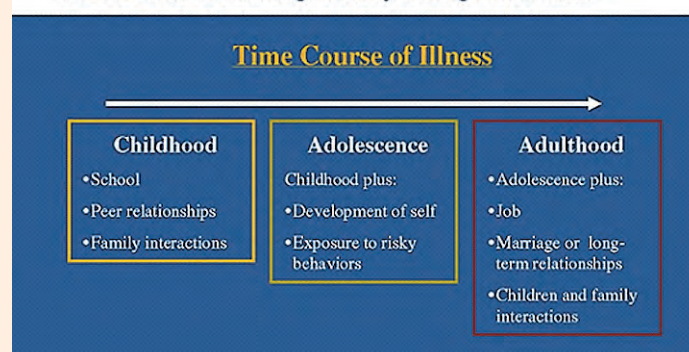 Time Course of Illness
Childhood
•School
•Peer relationships
•Family interactions
Adolescence
Childhood plus:
•Development of self
•Exposure to risky
behaviors
Adulthood
•Adolescence plus:
•Job
•Marriage or long-
term relationships
•Children and family
interactions